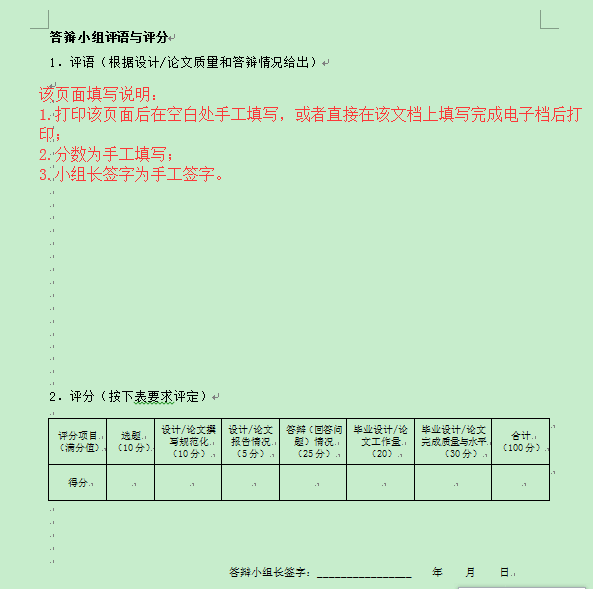 答辩小组评语与评分
1．评语（根据设计/论文质量和答辩情况给出）
该页面填写说明：
1.打印该页面后在空白处手工填写，或者直接在该文档上填写完成电子档后打
印；
2.分数为手工填写；
3.小组长签字为手工签字。
2．评分（按下表要求评定）
评分项目（满分值） 选题（10分） 设计/论文撰写规范化（10分） 设计/论文报告情况（5分） 答辩（回答问题）情况（25分） 毕业设计/论文工作量（20） 毕业设计/论文完成质量与水平（30分） 合计（100分）
得分
答辩小组长签字：________________ 年 月 日